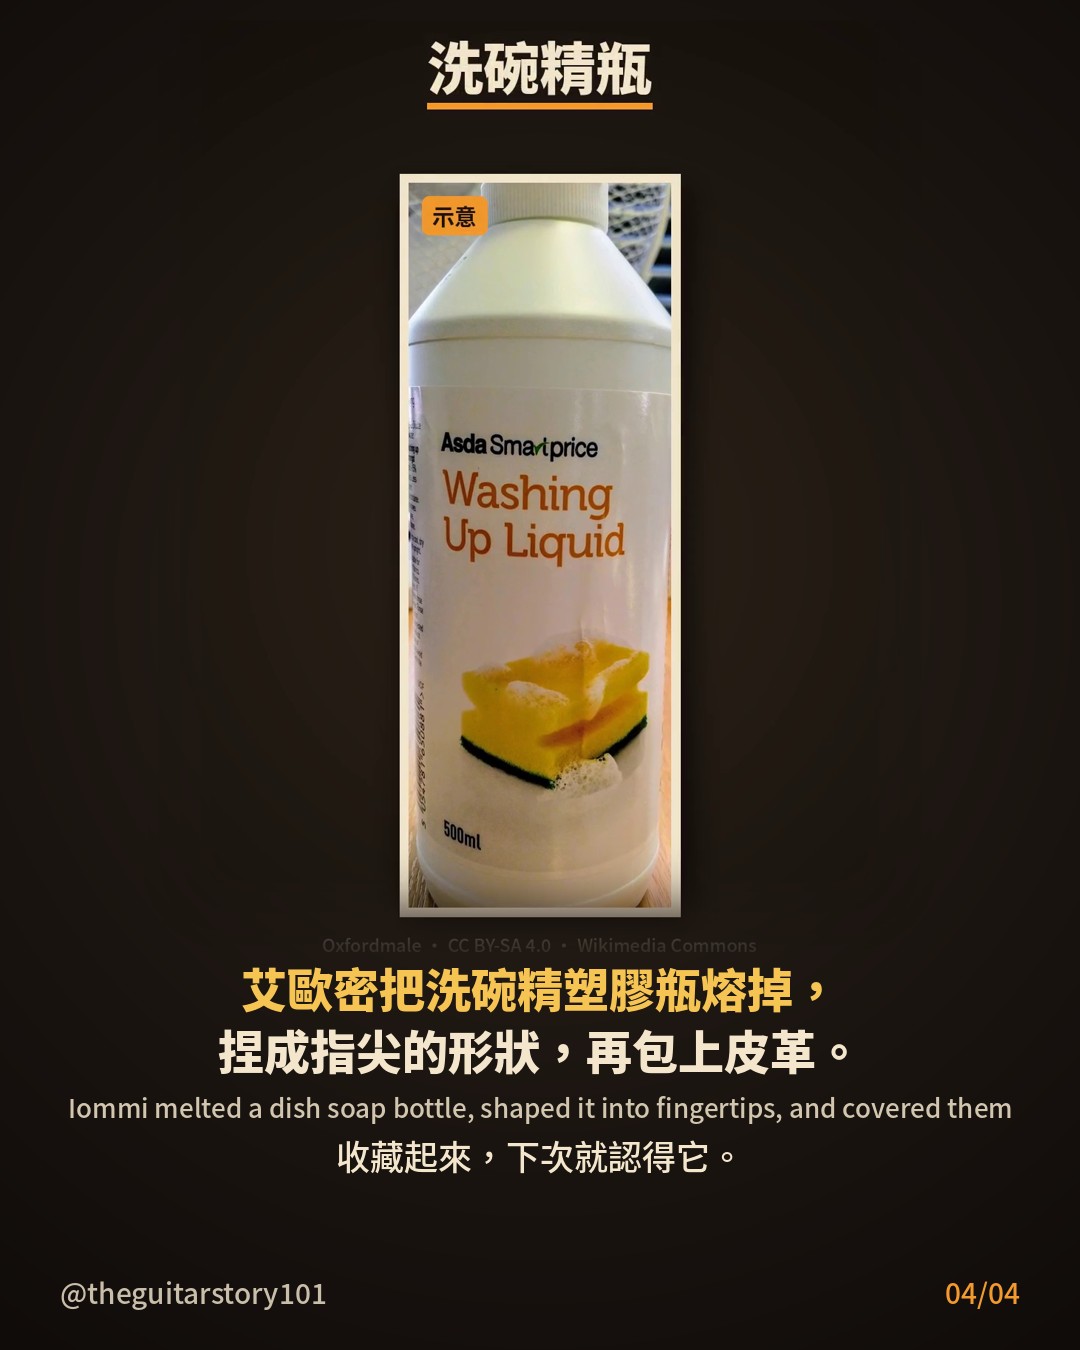 洗碗精瓶
示意
Asda Smartprice
Washing
Up Liquid
500ml
Oxfordmale • CC BY-SA 4.0 • Wikimedia Commons
艾歐密把洗碗精塑膠瓶熔掉，
捏成指尖的形狀，再包上皮革。
Iommi melted a dish soap bottle, shaped it into fingertips, and covered them
收藏起來，下次就認得它。
@theguitarstory101
04/04